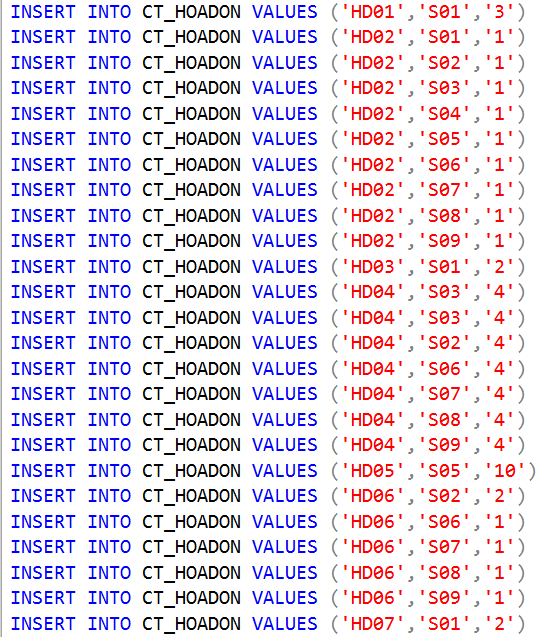 INSERT INTO CT_HOADON VALUES ('HD01','S01','3')
INSERT INTO CT_HOADON VALUES ('HD02','S01','1')
INSERT INTO CT_HOADON VALUES ('HD02','S02','1')
INSERT INTO CT_HOADON VALUES ('HD02','S03','1')
INSERT INTO CT_HOADON VALUES ('HD02','S04','1')
INSERT INTO CT_HOADON VALUES ('HD02','S05','1')
INSERT INTO CT_HOADON VALUES ('HD02','S06','1')
INSERT INTO CT_HOADON VALUES ('HD02','S07','1')
INSERT INTO CT_HOADON VALUES ('HD02','S08','1')
INSERT INTO CT_HOADON VALUES ('HD02','S09','1')
INSERT INTO CT_HOADON VALUES ('HD03','S01','2')
INSERT INTO CT_HOADON VALUES ('HD04','S03','4')
INSERT INTO CT_HOADON VALUES ('HD04','S03','4')
INSERT INTO CT_HOADON VALUES ('HD04','S02','4')
INSERT INTO CT_HOADON VALUES ('HD04','S06','4')
INSERT INTO CT_HOADON VALUES ('HD04','S07','4')
INSERT INTO CT_HOADON VALUES ('HD04','S08','4')
INSERT INTO CT_HOADON VALUES ('HD04','S09','4')
INSERT INTO CT_HOADON VALUES ('HD05','S05','10')
INSERT INTO CT_HOADON VALUES ('HD06','S02','2')
INSERT INTO CT_HOADON VALUES ('HD06','S06','1')
INSERT INTO CT_HOADON VALUES ('HD06','S07','1')
INSERT INTO CT_HOADON VALUES ('HD06','S08','1')
INSERT INTO CT_HOADON VALUES ('HD06','S09','1')
INSERT INTO CT_HOADON VALUES ('HD07','S01','2')